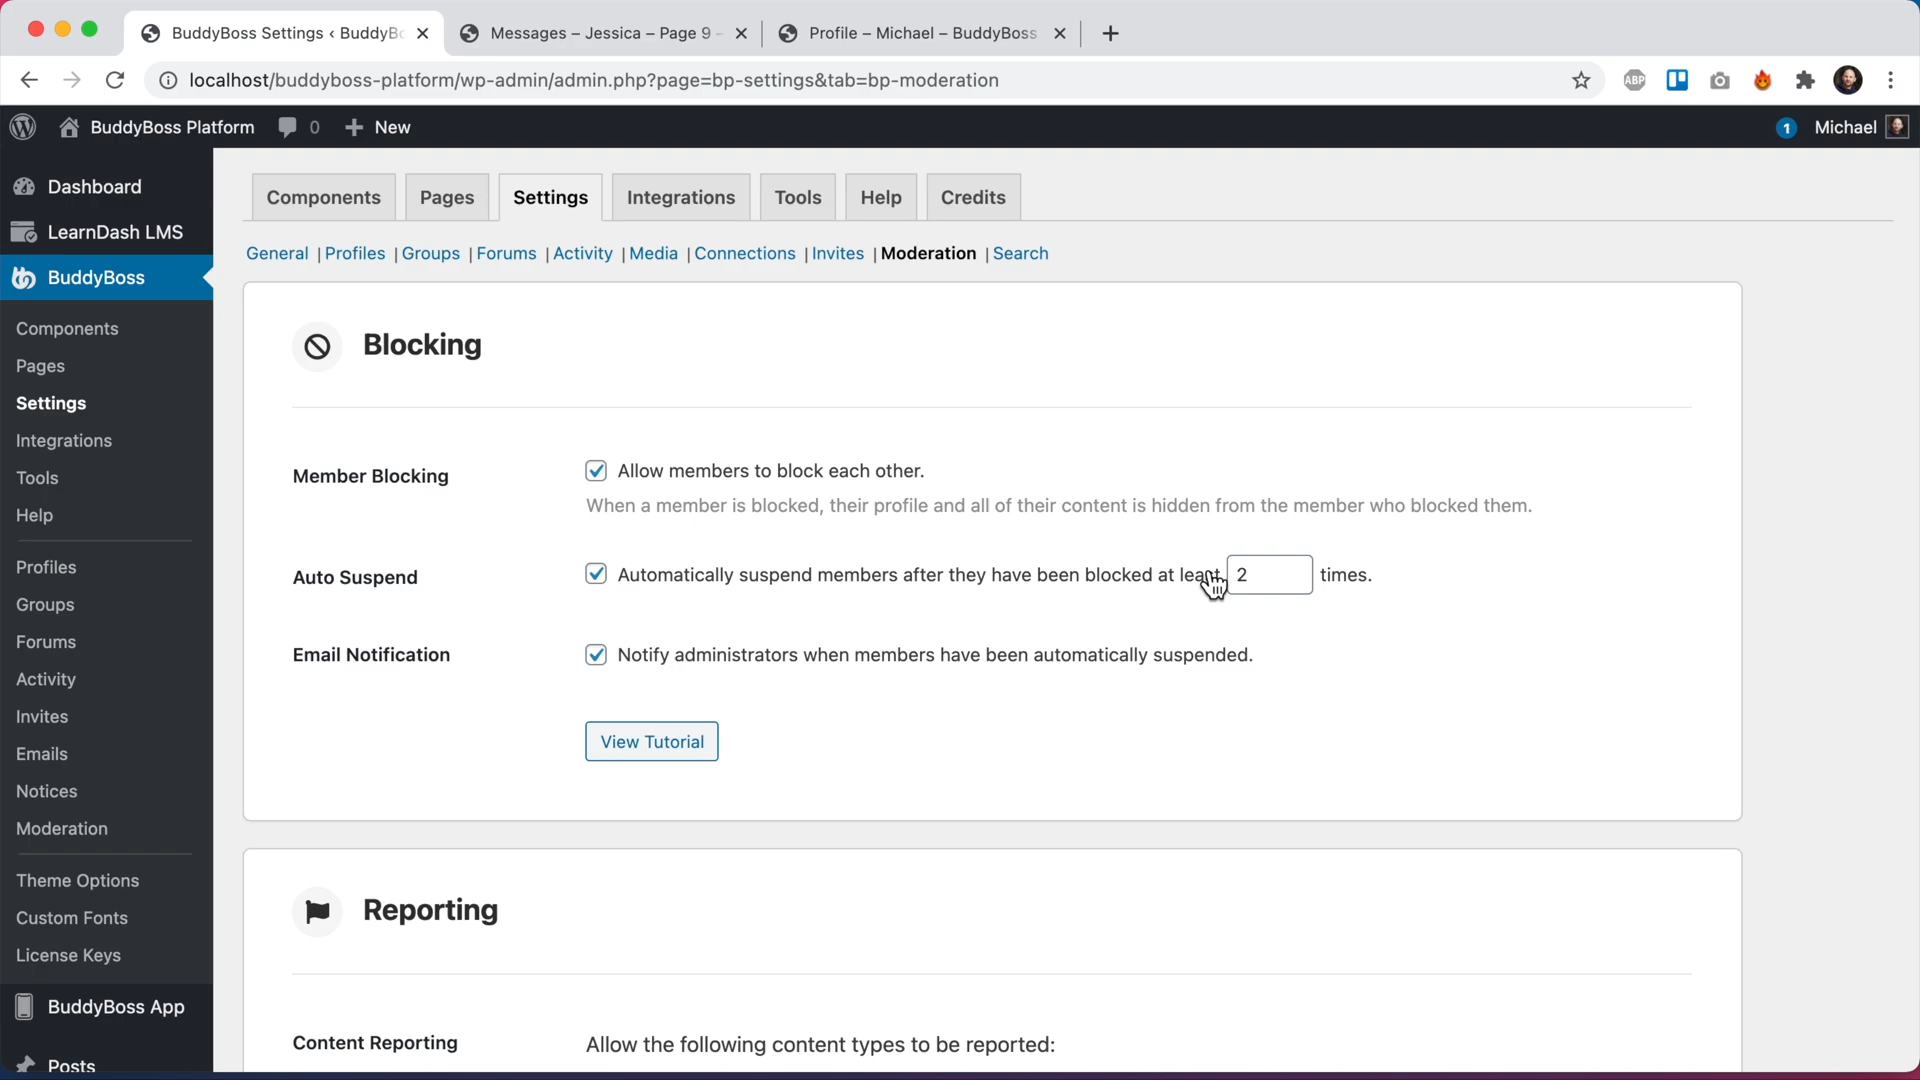 BuddyBoss Settings ‹ BuddyBo
Messages – Jessica – Page 9 -
Profile – Michael – BuddyBoss
localhost/buddyboss-platform/wp-admin/admin.php?page=bp-settings&tab=bp-moderation
ABP
BuddyBoss Platform
0
New
1
Michael
Dashboard
LearnDash LMS
BuddyBoss
Components
Pages
Settings
Integrations
Tools
Help
Profiles
Groups
Forums
Activity
Invites
Emails
Notices
Moderation
Theme Options
Custom Fonts
License Keys
BuddyBoss App
Posts
Components
Pages
Settings
Integrations
Tools
Help
Credits
General | Profiles | Groups | Forums | Activity | Media | Connections | Invites | Moderation | Search
Blocking
Member Blocking
Allow members to block each other.
When a member is blocked, their profile and all of their content is hidden from the member who blocked them.
Auto Suspend
Automatically suspend members after they have been blocked at least 2 times.
Email Notification
Notify administrators when members have been automatically suspended.
View Tutorial
Reporting
Content Reporting
Allow the following content types to be reported: